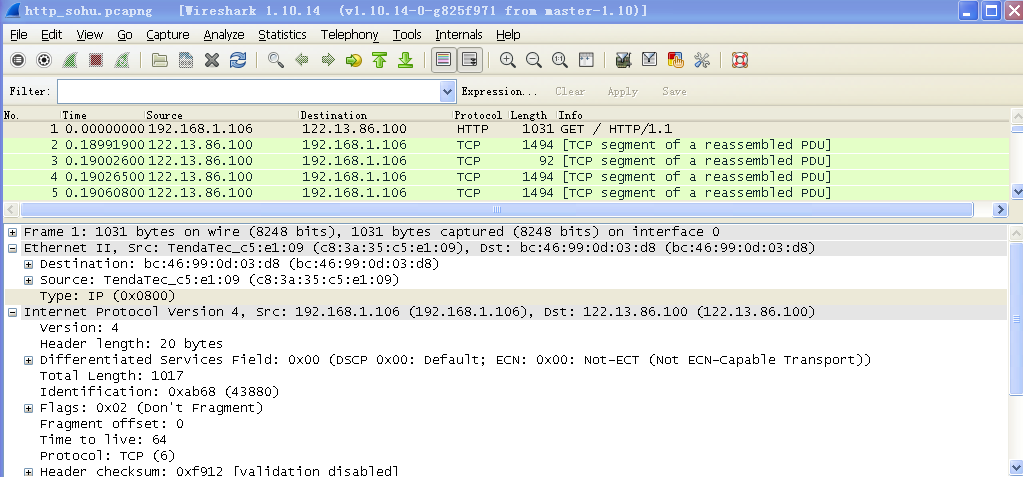 http_sohu.pcapng [Wireshark 1.10.14 (v1.10.14-0-g825f971 from master-1.10)]
File Edit View Go Capture Analyze Statistics Telephony Tools Internals Help
Filter: Expression... Clear Apply Save
No. Time Source Destination Protocol Length Info
1 0.00000000 192.168.1.106 122.13.86.100 HTTP 1031 GET / HTTP/1.1
2 0.18991900 122.13.86.100 192.168.1.106 TCP 1494 [TCP segment of a reassembled PDU]
3 0.19002600 122.13.86.100 192.168.1.106 TCP 92 [TCP segment of a reassembled PDU]
4 0.19026500 122.13.86.100 192.168.1.106 TCP 1494 [TCP segment of a reassembled PDU]
5 0.19060800 122.13.86.100 192.168.1.106 TCP 1494 [TCP segment of a reassembled PDU]
Frame 1: 1031 bytes on wire (8248 bits), 1031 bytes captured (8248 bits) on interface 0
Ethernet II, Src: TendaTec_c5:e1:09 (c8:3a:35:c5:e1:09), Dst: bc:46:99:0d:03:d8 (bc:46:99:0d:03:d8)
Destination: bc:46:99:0d:03:d8 (bc:46:99:0d:03:d8)
Source: TendaTec_c5:e1:09 (c8:3a:35:c5:e1:09)
Type: IP (0x0800)
Internet Protocol Version 4, Src: 192.168.1.106 (192.168.1.106), Dst: 122.13.86.100 (122.13.86.100)
Version: 4
Header length: 20 bytes
Differentiated Services Field: 0x00 (DSCP 0x00: Default; ECN: 0x00: Not-ECT (Not ECN-Capable Transport))
Total Length: 1017
Identification: 0xab68 (43880)
Flags: 0x02 (Don't Fragment)
Fragment offset: 0
Time to live: 64
Protocol: TCP (6)
Header checksum: 0xf912 [validation disabled]